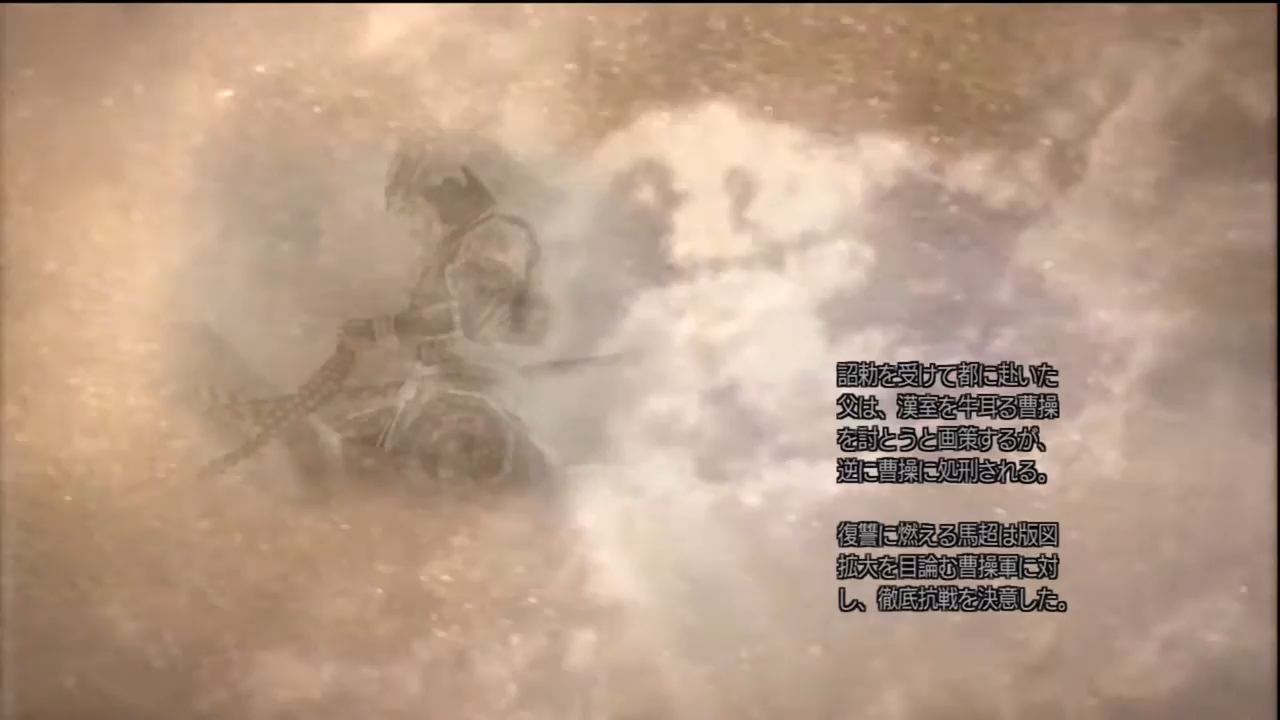 詔勅を受けて都に赴いた
父は、漢室を牛耳る曹操
を討とうと画策するが、
逆に曹操に処刑される。
復讐に燃える馬超は版図
拡大を目論む曹操軍に対
し、徹底抗戦を決意した。